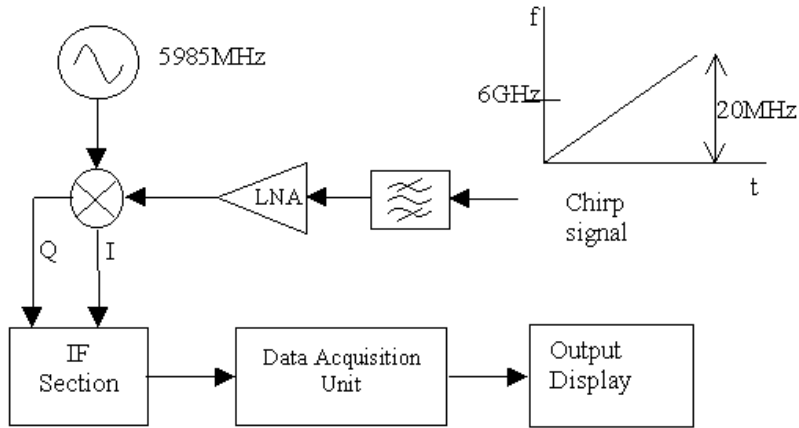 f
5985MHz
6GHz
20MHz
t
LNA
Chirp
signal
Q
I
IF
Section
Data Acquisition
Unit
Output
Display